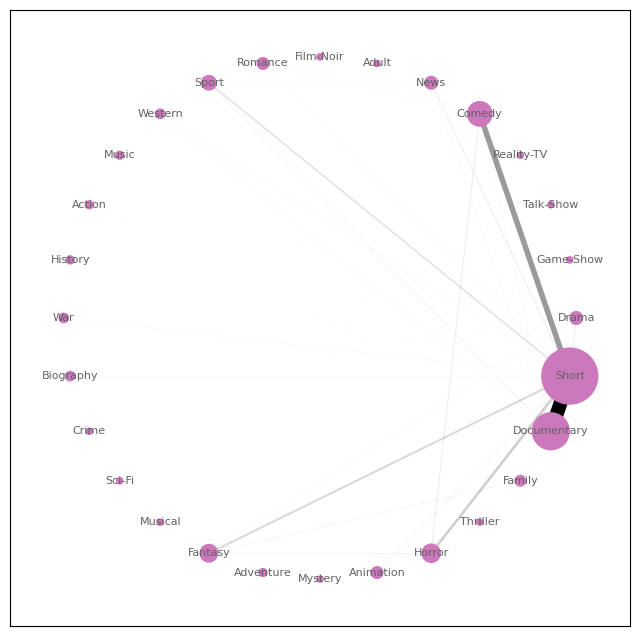 Film-Noir
Romance
Adult
Sport
News
Western
Comedy
Music
Reality-TV
Action
Talk-Show
History
Game-Show
War
Drama
Biography
Short
Crime
Documentary
Sci-Fi
Family
Musical
Thriller
Fantasy
Horror
Adventure
Animation
Mystery